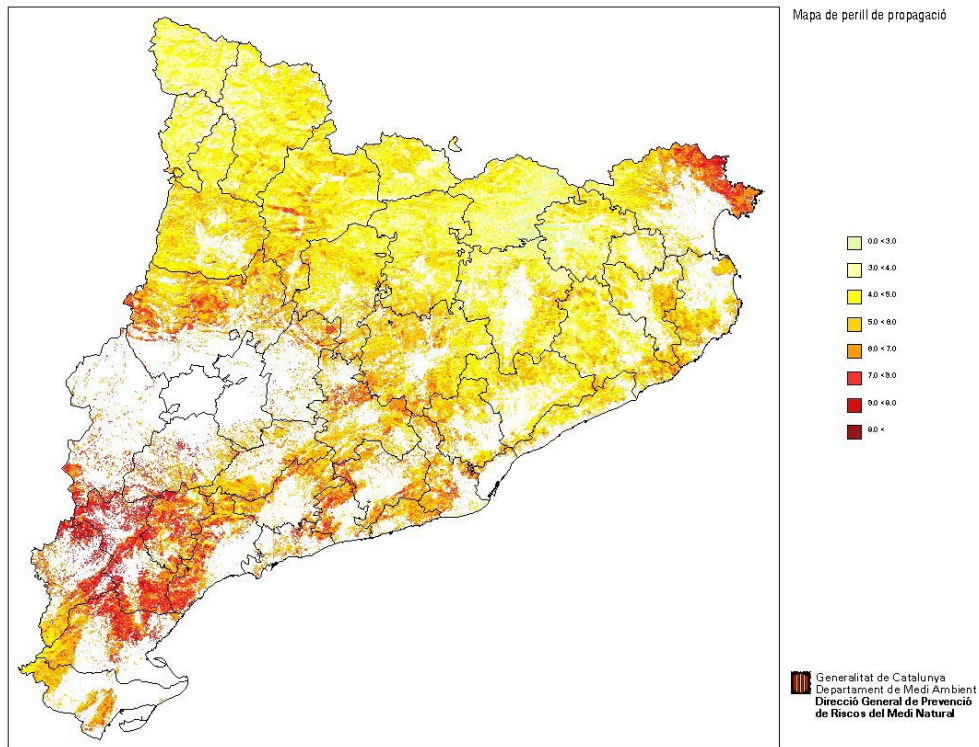 Mapa de perill de propagació
0.0 < 3.0
3.0 < 4.0
4.0 < 5.0
5.0 < 6.0
6.0 < 7.0
7.0 < 8.0
8.0 < 9.0
9.0 <
Generalitat de Catalunya
Departament de Medi Ambient
Direcció General de Prevenció
de Riscos del Medi Natural